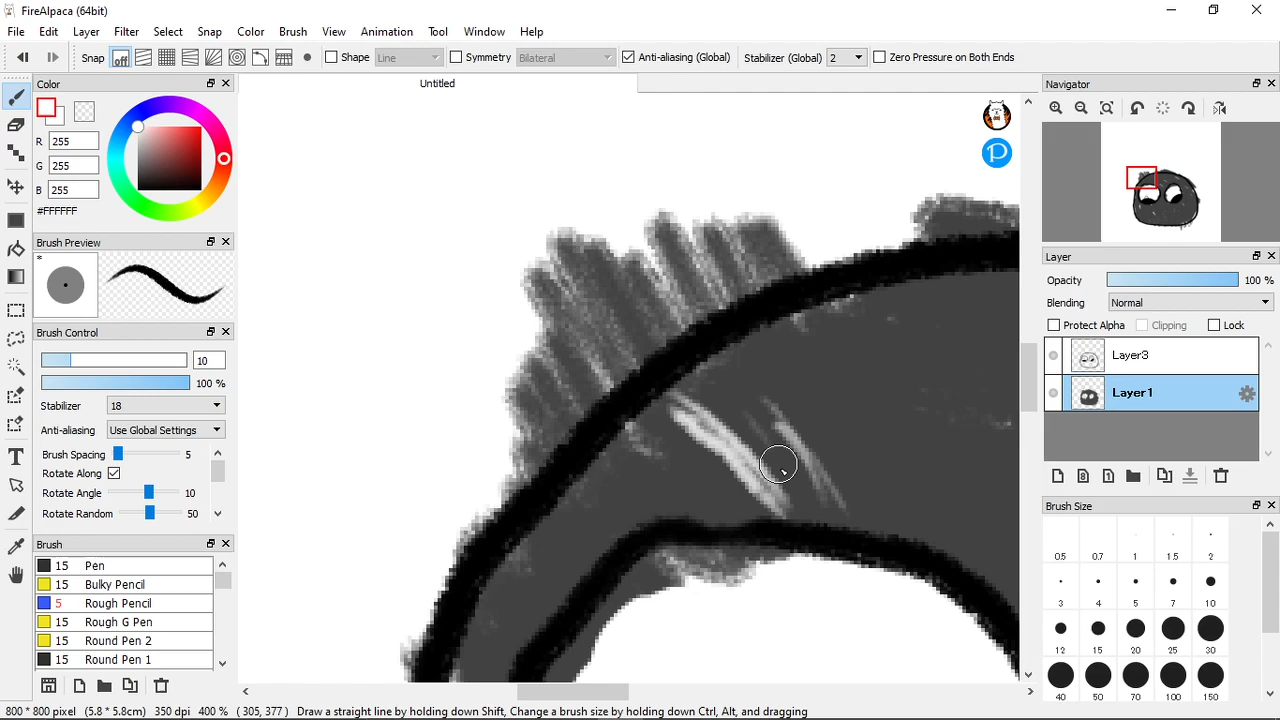 FireAlpaca (64bit)
File Edit Layer Filter Select Snap Color Brush View Animation Tool Window Help
Snap off Shape Line Symmetry Bilateral Anti-aliasing (Global) Stabilizer (Global) 2 Zero Pressure on Both Ends
Color
R 255
G 255
B 255
#FFFFFF
Brush Preview
*
Brush Control
10
100 %
Stabilizer 18
Anti-aliasing Use Global Settings
Brush Spacing 5
Rotate Along
Rotate Angle 10
Rotate Random 50
Brush
15
15 Bulky Pencil
5 Rough Pencil
15 Rough G Pen
15 Round Pen 2
15 Round Pen 1
Untitled
P
Navigator
Layer
Opacity 100 %
Blending Normal
Protect Alpha Clipping Lock
Layer3
Layer1
Brush Size
0.5 0.7 1 1.5 2
3 4 5 7 10
12 15 20 25 30
40 50 70 100 150
800 * 800 pixel (5.8 * 5.8cm) 350 dpi 400 % ( 305, 377 ) Draw a straight line by holding down Shift, Change a brush size by holding down Ctrl, Alt, and dragging